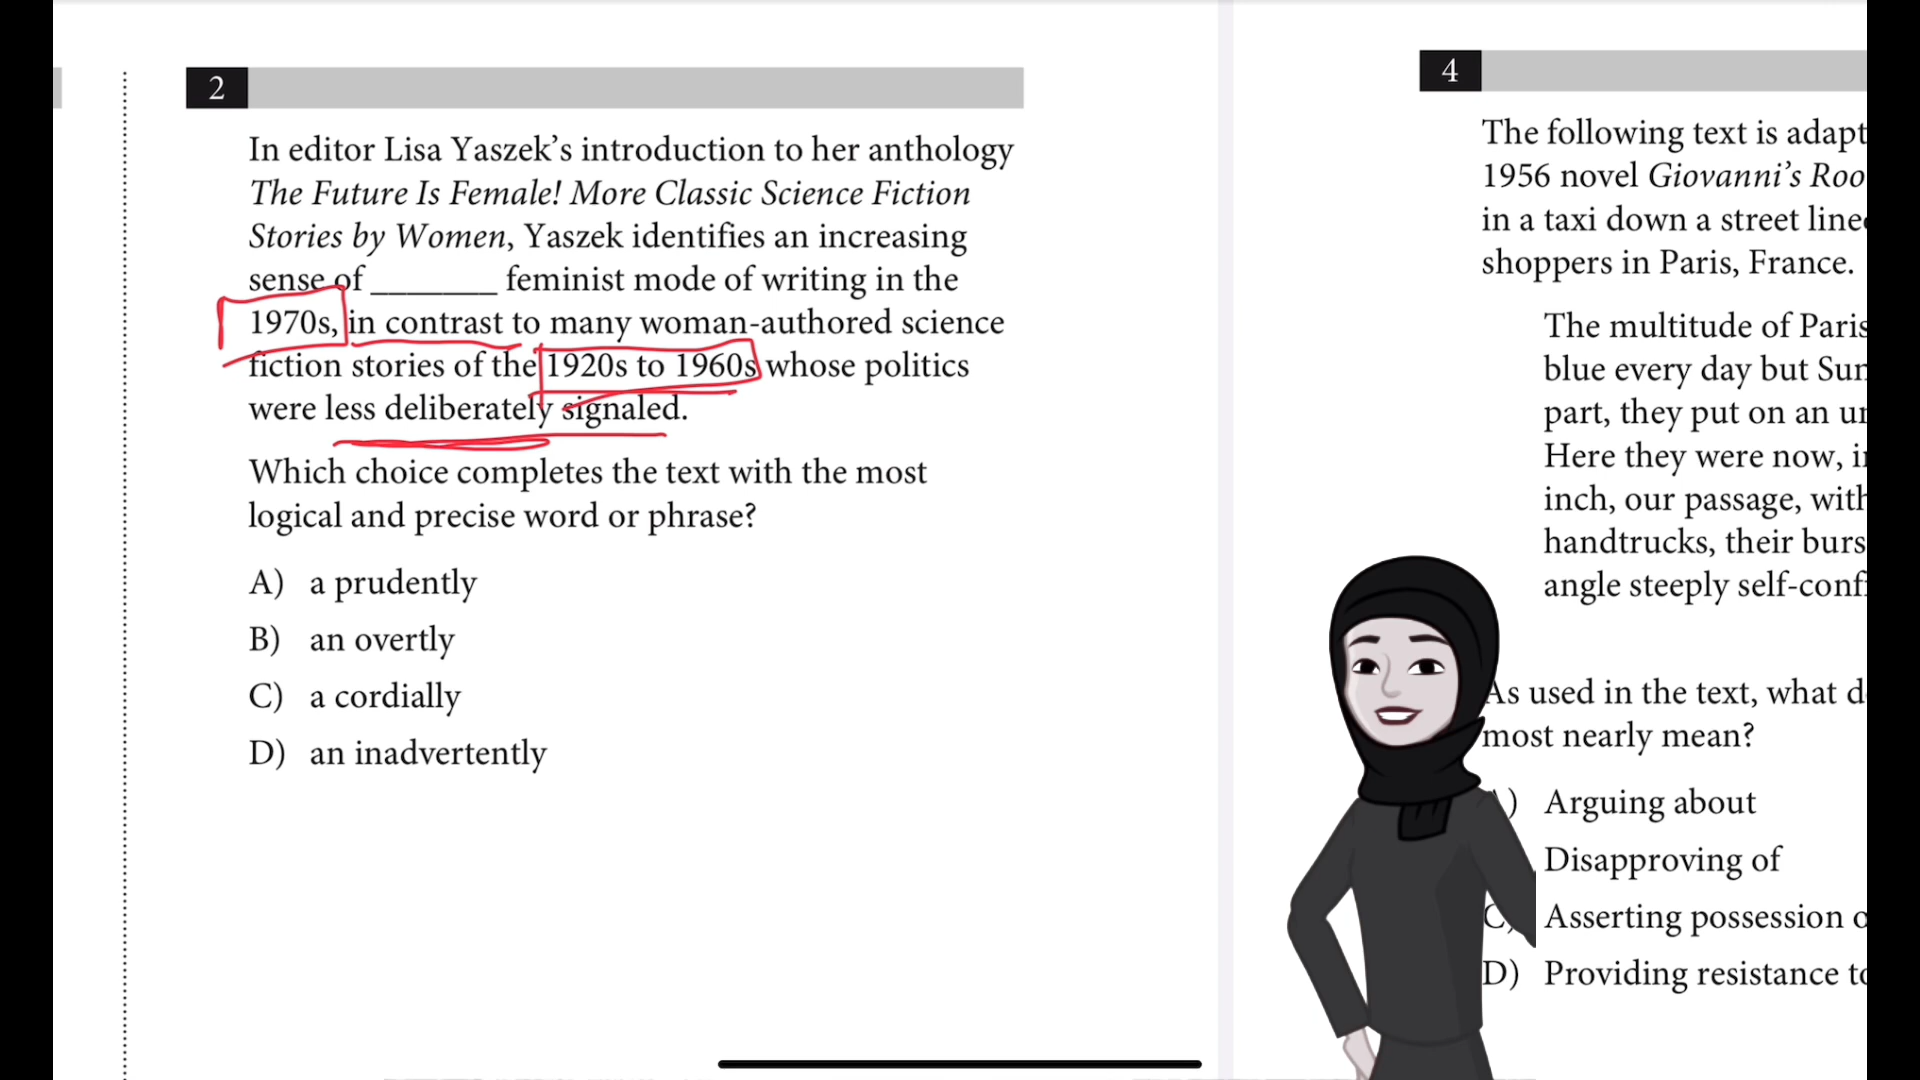 2
In editor Lisa Yaszek’s introduction to her anthology
The Future Is Female! More Classic Science Fiction
Stories by Women, Yaszek identifies an increasing
sense of _______ feminist mode of writing in the
1970s, in contrast to many woman-authored science
fiction stories of the 1920s to 1960s whose politics
were less deliberately signaled.
Which choice completes the text with the most
logical and precise word or phrase?
A) a prudently
B) an overtly
C) a cordially
D) an inadvertently
4
The following text is adapt
1956 novel Giovanni’s Roo
in a taxi down a street line
shoppers in Paris, France.
The multitude of Paris
blue every day but Sun
part, they put on an
Here they were now,
inch, our passage, with
handtrucks, their burs
angle steeply self-conf
As used in the text, what
most nearly mean?
) Arguing about
Disapproving of
C) Asserting possession
D) Providing resistance to